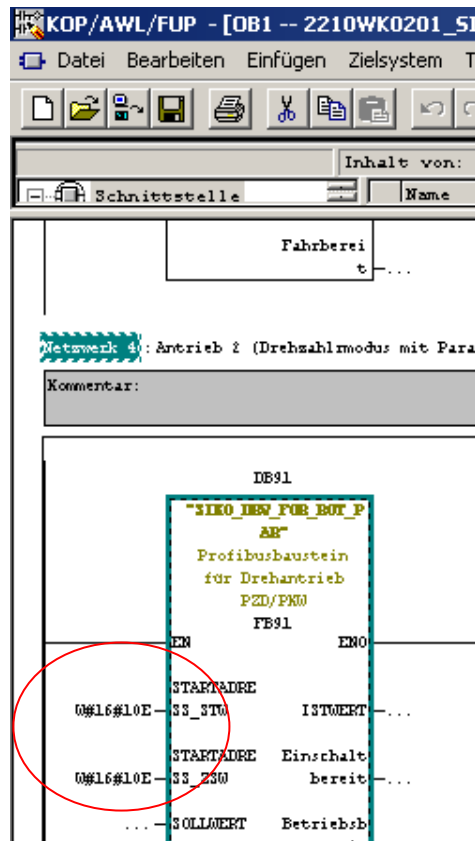 KOP/AWL/FUP - [OB1 -- 2210WK0201_SI
Datei Bearbeiten Einfügen Zielsystem T
Inhalt von:
Schnittstelle Name
Fahrberei
t ...
Netzwerk 4 : Antrieb 2 (Drehzahlmodus mit Para
Kommentar:
DB91
"SIKO_DEV_FOR_ROT_P
AR"
Profibusbaustein
für Drehantrieb
PZD/PKW
FB91
EN ENO
STARTADRE
W#16#10E SS_STW ISTWERT ...
STARTADRE Einschalt
W#16#10E SS_ZSW bereit ...
... SOLLWERT Betriebsb